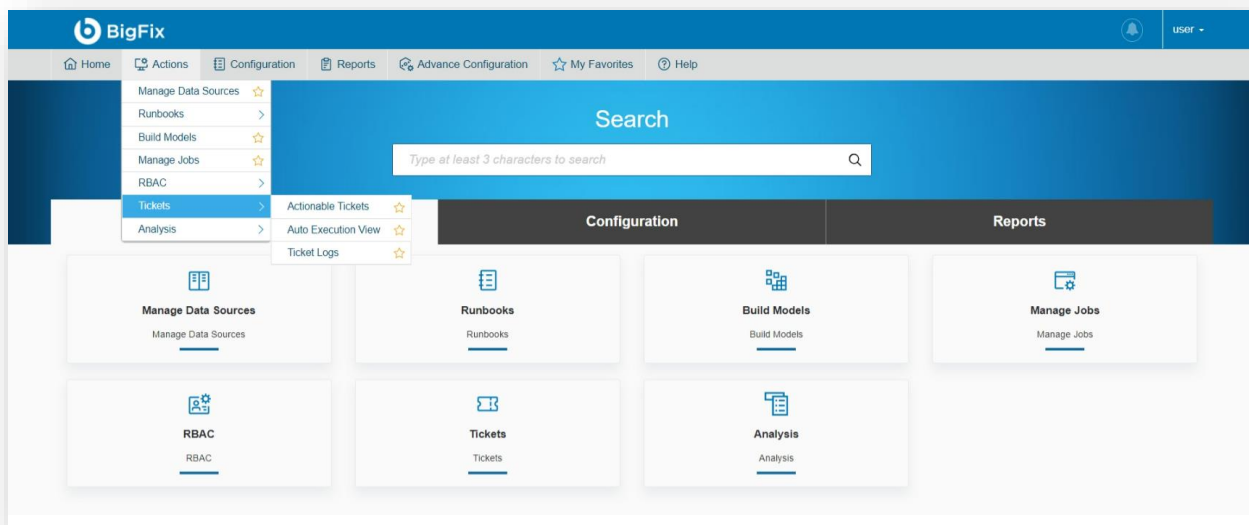 BigFix
user
Home Actions Configuration Reports Advance Configuration My Favorites Help
Manage Data Sources
Runbooks
Build Models
Manage Jobs
RBAC
Tickets
Analysis
Actionable Tickets
Auto Execution View
Ticket Logs
Search
Type at least 3 characters to search
Configuration
Reports
Manage Data Sources
Manage Data Sources
Runbooks
Runbooks
Build Models
Build Models
Manage Jobs
Manage Jobs
RBAC
RBAC
Tickets
Tickets
Analysis
Analysis